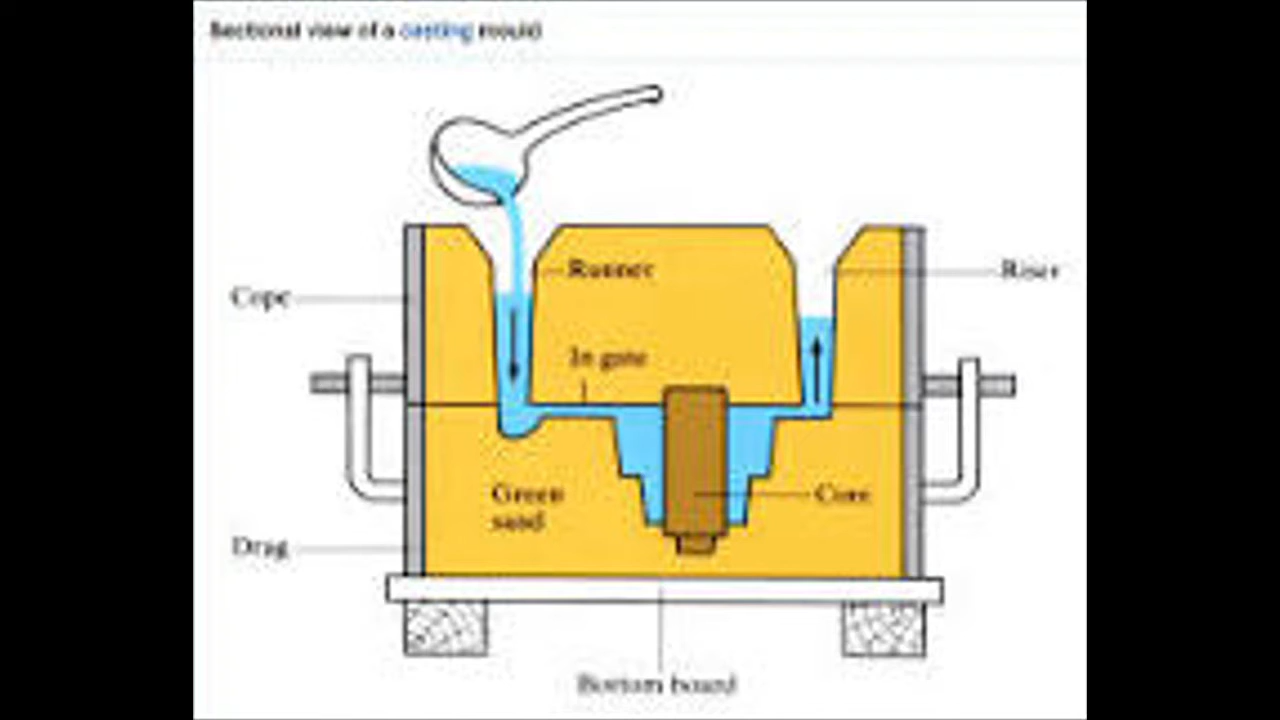 Sectional view of a casting mould
Runner
Riser
Cope
In gate
Green
sand
Core
Drag
Bottom board